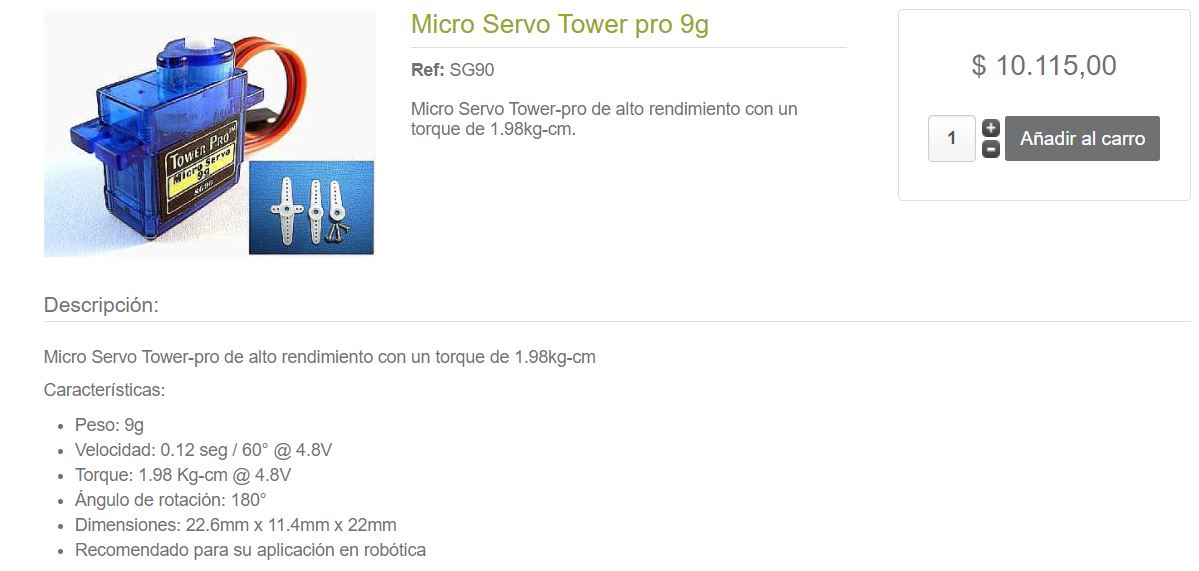 Micro Servo Tower pro 9g
$ 10.115,00
Ref: SG90
Micro Servo Tower-pro de alto rendimiento con un
torque de 1.98kg-cm.
1
+
-
Añadir al carro
TOWER PRO™
Micro Servo
9g
SG90
Descripción:
Micro Servo Tower-pro de alto rendimiento con un torque de 1.98kg-cm
Características:
• Peso: 9g
• Velocidad: 0.12 seg / 60° @ 4.8V
• Torque: 1.98 Kg-cm @ 4.8V
• Ángulo de rotación: 180°
• Dimensiones: 22.6mm x 11.4mm x 22mm
• Recomendado para su aplicación en robótica